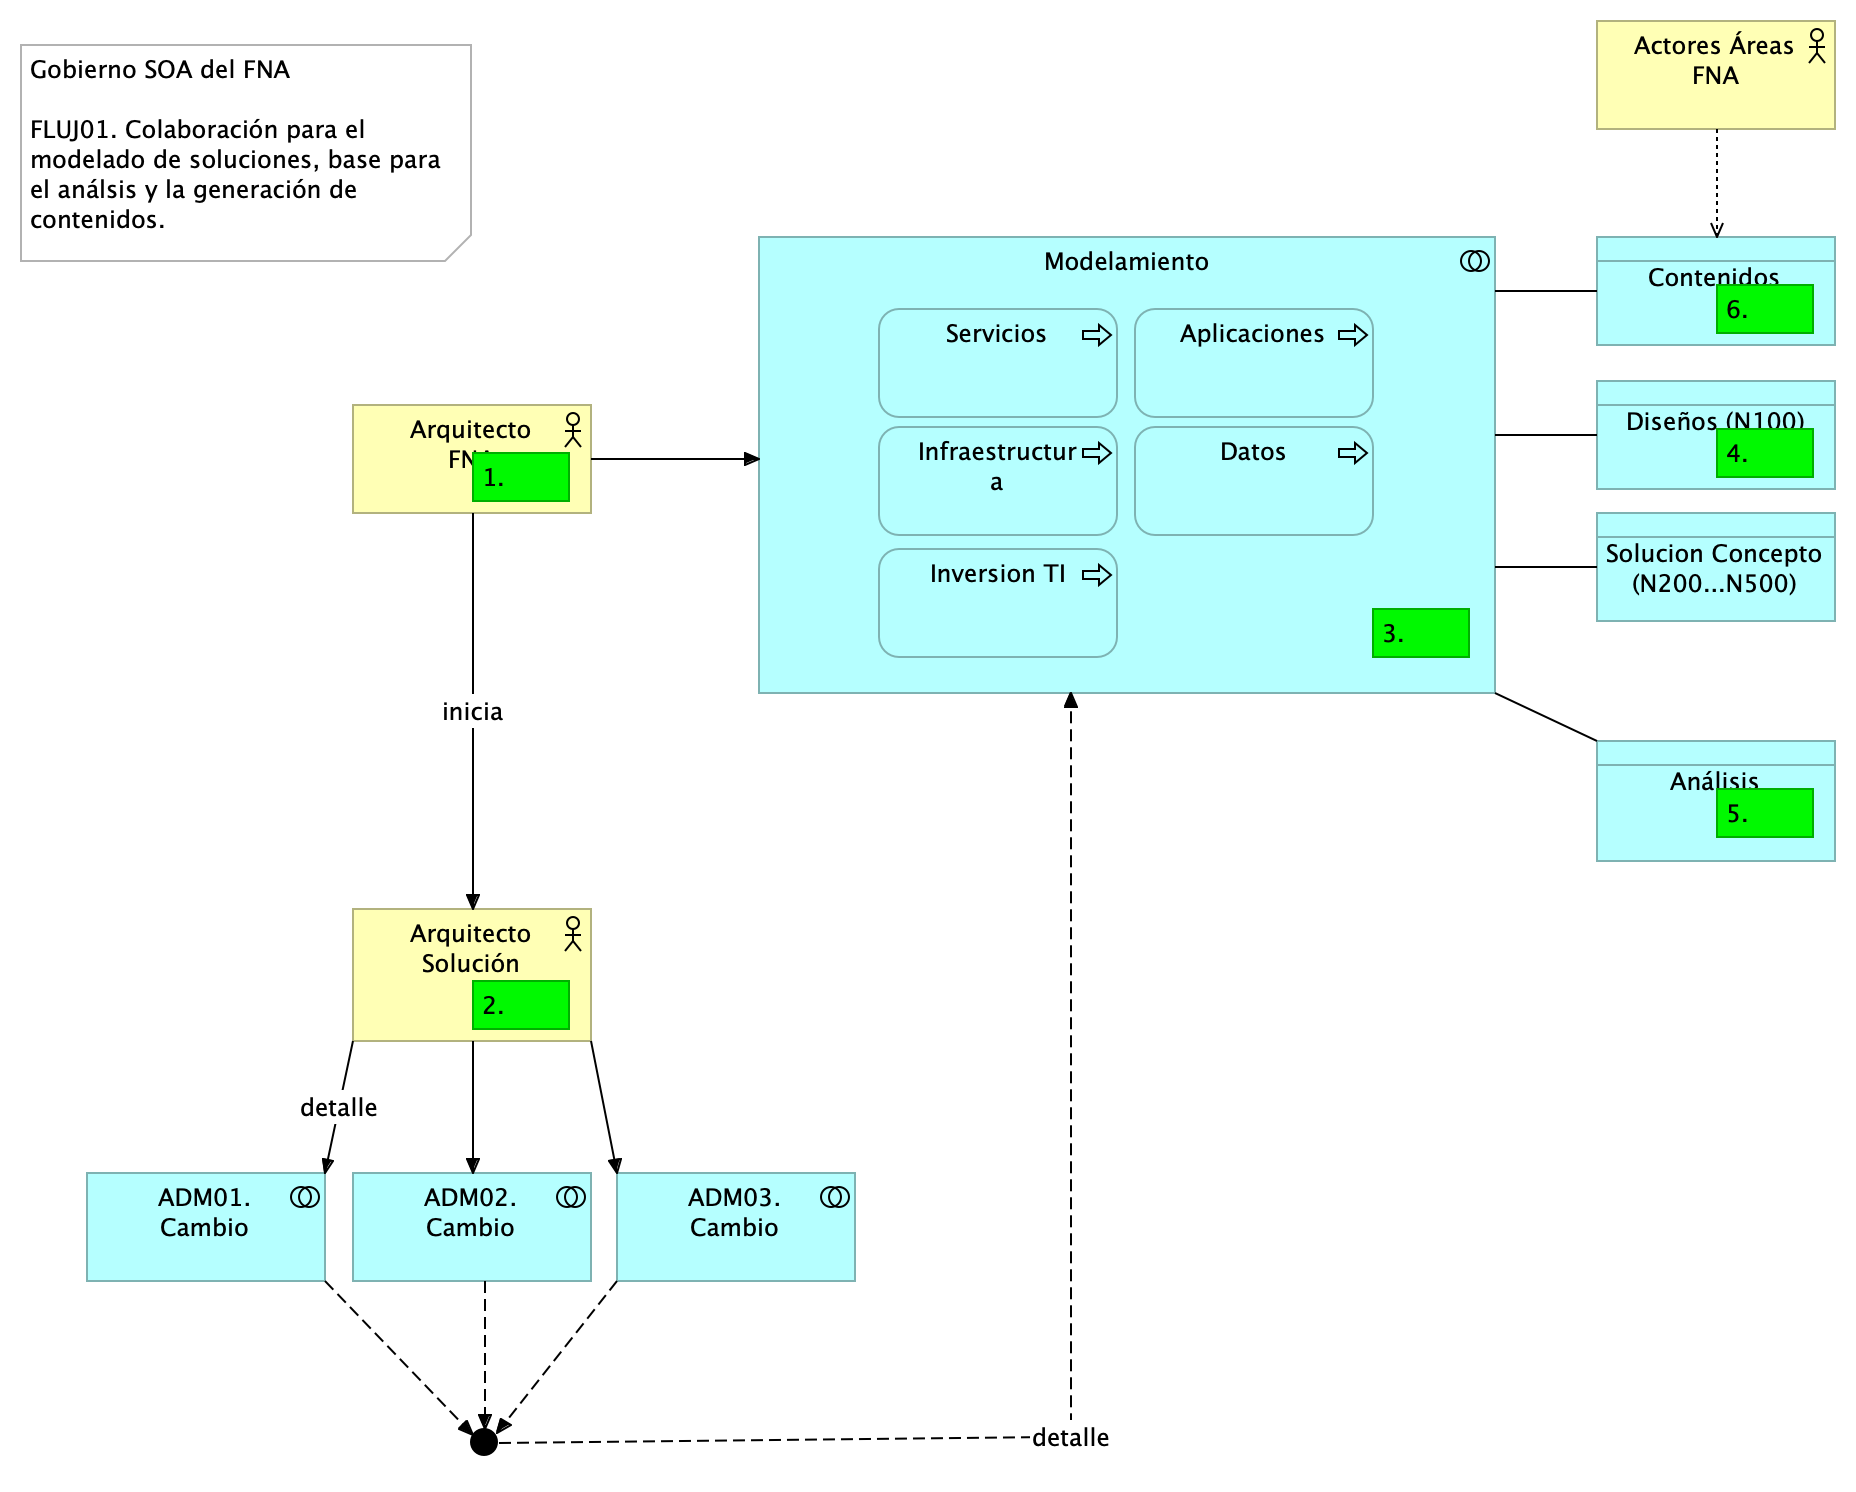 Gobierno SOA del FNA
FLUJ01. Colaboración para el
modelado de soluciones, base para
el análsis y la generación de
contenidos.
Actores Áreas
FNA
Modelamiento
Servicios
Aplicaciones
Infraestructur
a
Datos
Inversion TI
3.
Contenidos
6.
Diseños (N100)
4.
Solucion Concepto
(N200...N500)
Análisis
5.
Arquitecto
FNA
1.
inicia
Arquitecto
Solución
2.
detalle
ADM01.
Cambio
ADM02.
Cambio
ADM03.
Cambio
detalle